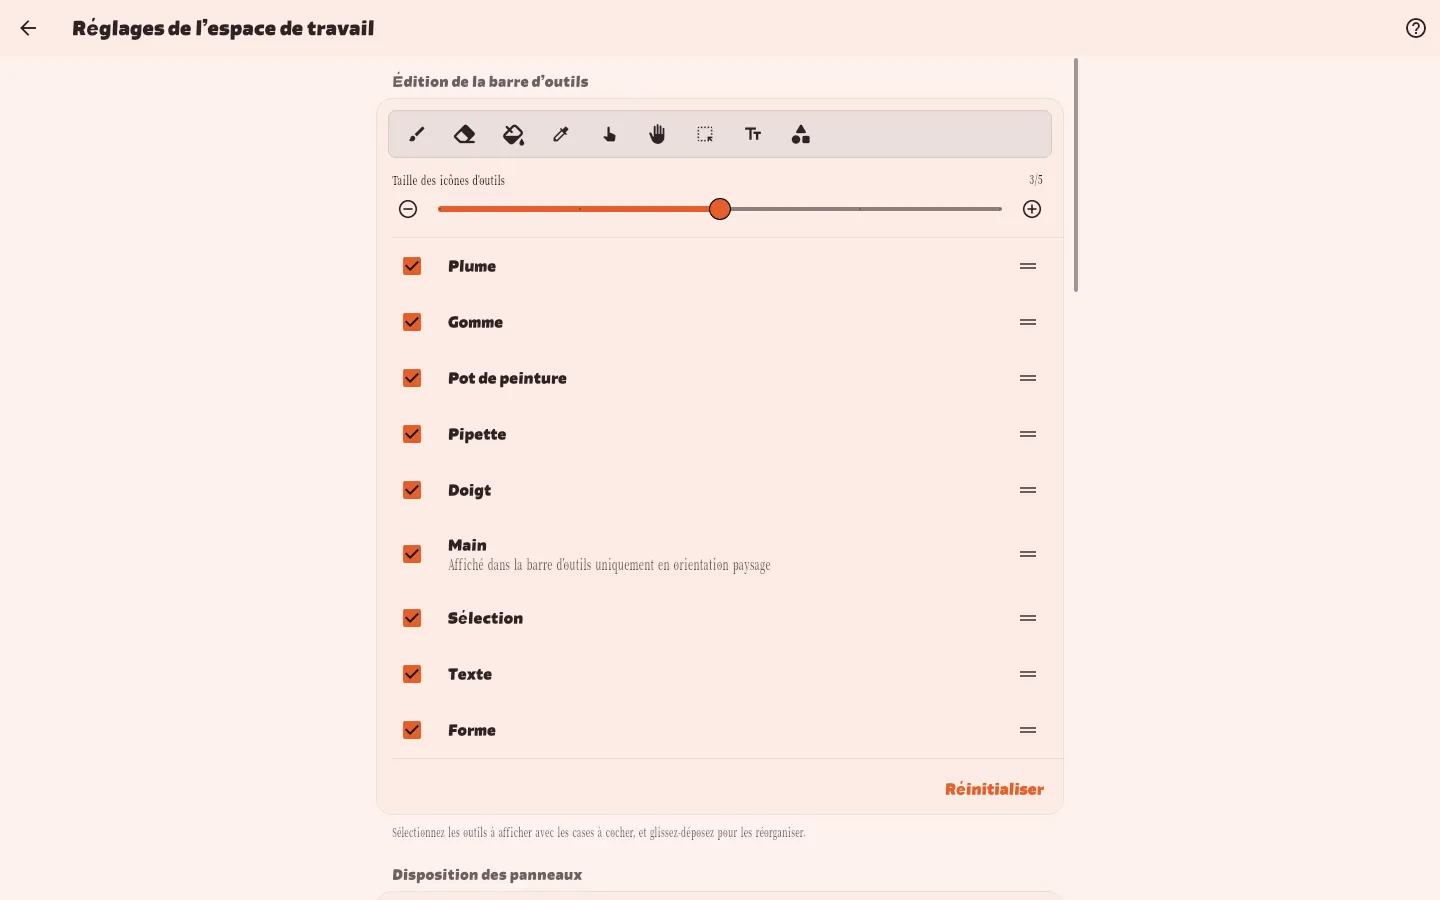 Réglages de l’espace de travail
Édition de la barre d’outils
Tт
Taille des icônes d'outils
3/5
Plume
Gomme
Pot de peinture
Pipette
Doigt
Main
Affiché dans la barre d'outils uniquement en orientation paysage
Sélection
Texte
Forme
Réinitialiser
Sélectionnez les outils à afficher avec les cases à cocher, et glissez-déposez pour les réorganiser.
Disposition des panneaux